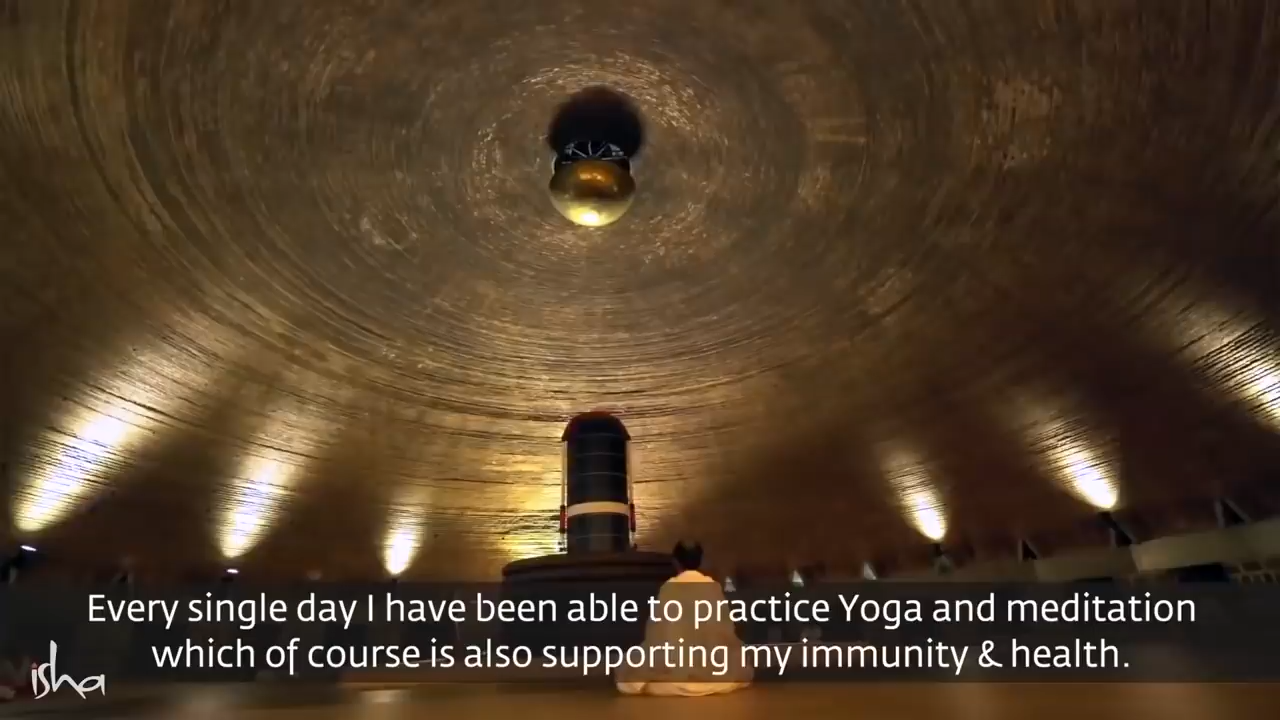 Every single day I have been able to practice Yoga and meditation
which of course is also supporting my immunity & health.
isha